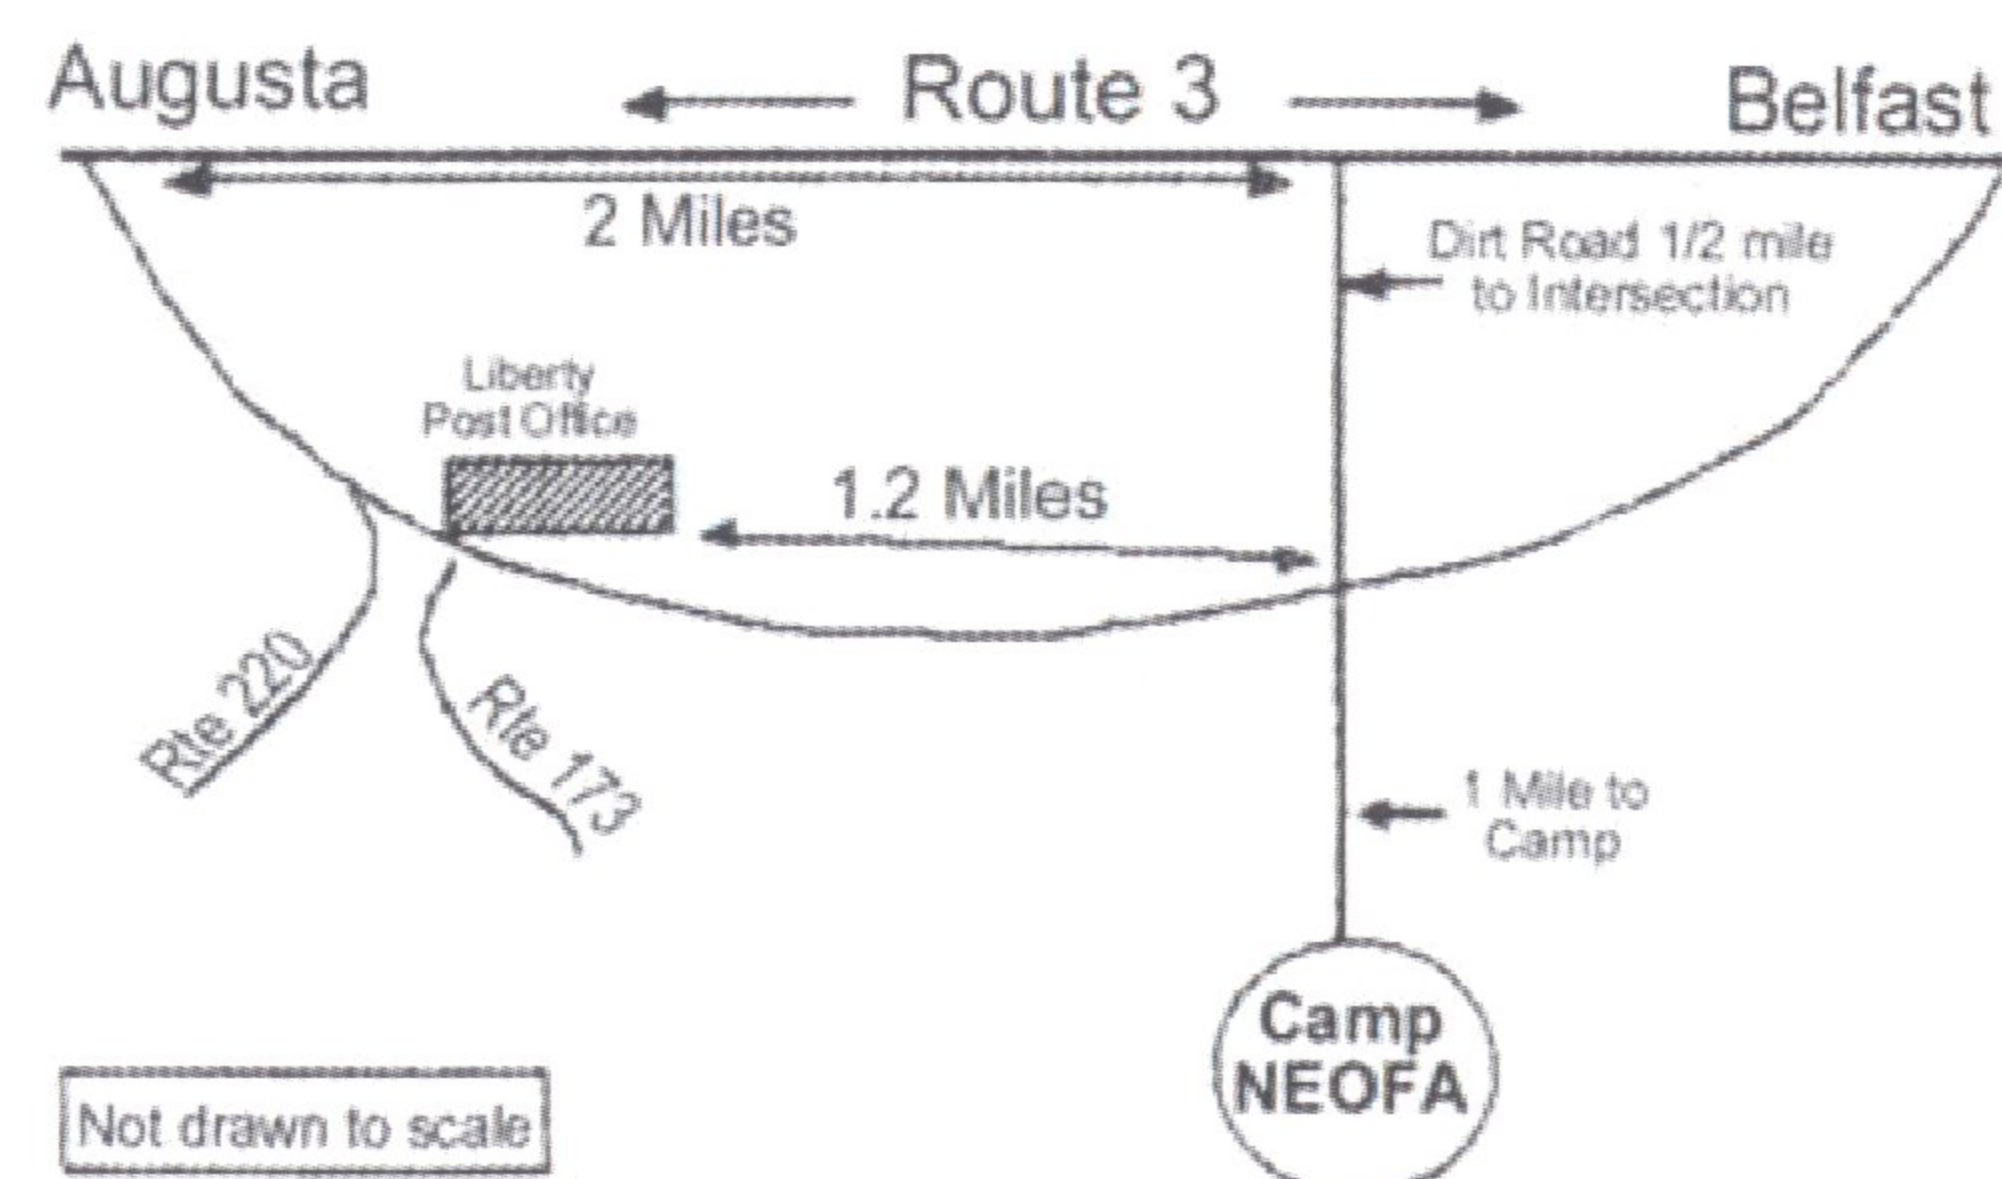 Augusta
Route 3
Belfast
2 Miles
Dirt Road 1/2 mile
to Intersection
Liberty
Post Office
1.2 Miles
Rte 220
Rte 173
1 Mile to
Camp
Camp
NEOFA
Not drawn to scale